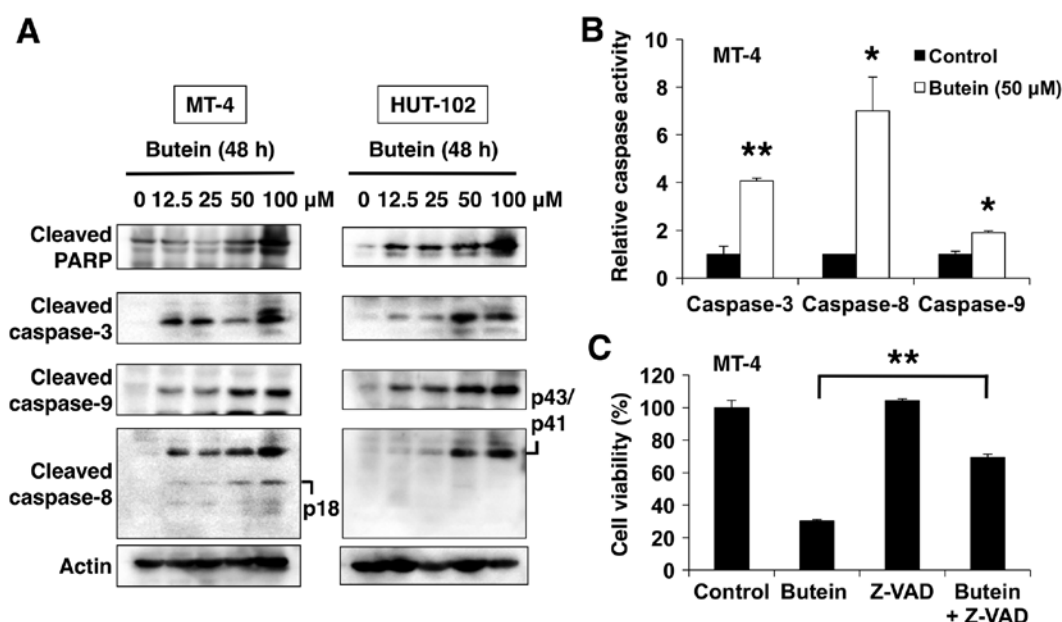 A
MT-4
HUT-102
Butein (48 h)
Butein (48 h)
0 12.5 25 50 100 µM
0 12.5 25 50 100 µM
Cleaved
PARP
Cleaved
caspase-3
Cleaved
caspase-9
p43/
p41
Cleaved
caspase-8
p18
Actin
B
MT-4
Control
Butein (50 µM)
Relative caspase activity
10
8
6
4
2
0
**
*
*
Caspase-3 Caspase-8 Caspase-9
C
MT-4
**
Cell viability (%)
120
100
80
60
40
20
0
Control Butein Z-VAD Butein
+ Z-VAD